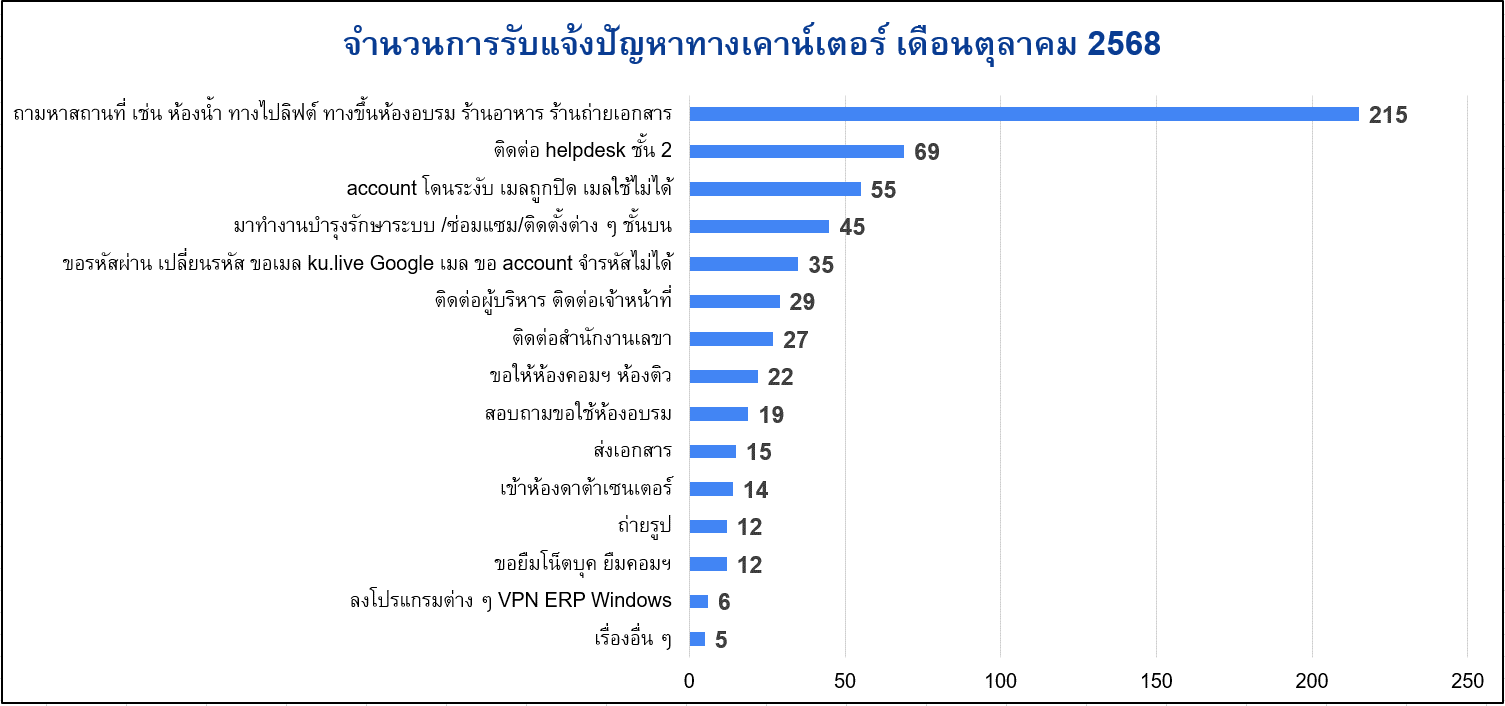 จำนวนการรับแจ้งปัญหาทางเคาน์เตอร์ เดือนตุลาคม 2568
ถามหาสถานที่ เช่น ห้องน้ำ ทางไปลิฟต์ ทางขึ้นห้องอบรม ร้านอาหาร ร้านถ่ายเอกสาร 215
ติดต่อ helpdesk ชั้น 2 69
account โดนระงับ เมลถูกปิด เมลใช้ไม่ได้ 55
มาทำงานบำรุงรักษาระบบ /ซ่อมแซม/ติดตั้งต่าง ๆ ชั้นบน 45
ขอรหัสผ่าน เปลี่ยนรหัส ขอเมล ku.live Google เมล ขอ account จำรหัสไม่ได้ 35
ติดต่อผู้บริหาร ติดต่อเจ้าหน้าที่ 29
ติดต่อสำนักงานเลขา 27
ขอให้ห้องคอมฯ ห้องติว 22
สอบถามขอใช้ห้องอบรม 19
ส่งเอกสาร 15
เข้าห้องดาต้าเซนเตอร์ 14
ถ่ายรูป 12
ขอยืมโน็ตบุค ยืมคอมฯ 12
ลงโปรแกรมต่าง ๆ VPN ERP Windows 6
เรื่องอื่น ๆ 5
0 50 100 150 200 250